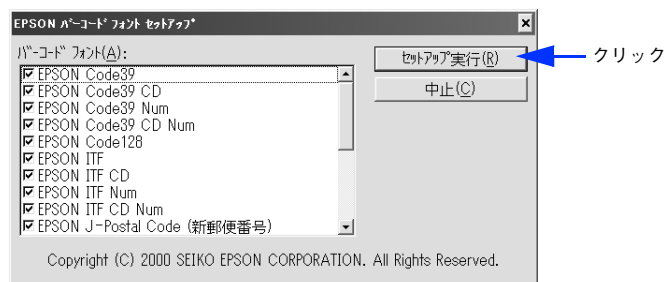 EPSON ﾊﾞｰｺｰﾄﾞ ﾌｫﾝﾄ ｾｯﾄｱｯﾌﾟ
ﾊﾞｰｺｰﾄﾞ ﾌｫﾝﾄ(A):
EPSON Code39
EPSON Code39 CD
EPSON Code39 Num
EPSON Code39 CD Num
EPSON Code128
EPSON ITF
EPSON ITF CD
EPSON ITF Num
EPSON ITF CD Num
EPSON J-Postal Code (新郵便番号)
ｾｯﾄｱｯﾌﾟ実行(R)
クリック
中止(C)
Copyright (C) 2000 SEIKO EPSON CORPORATION. All Rights Reserved.